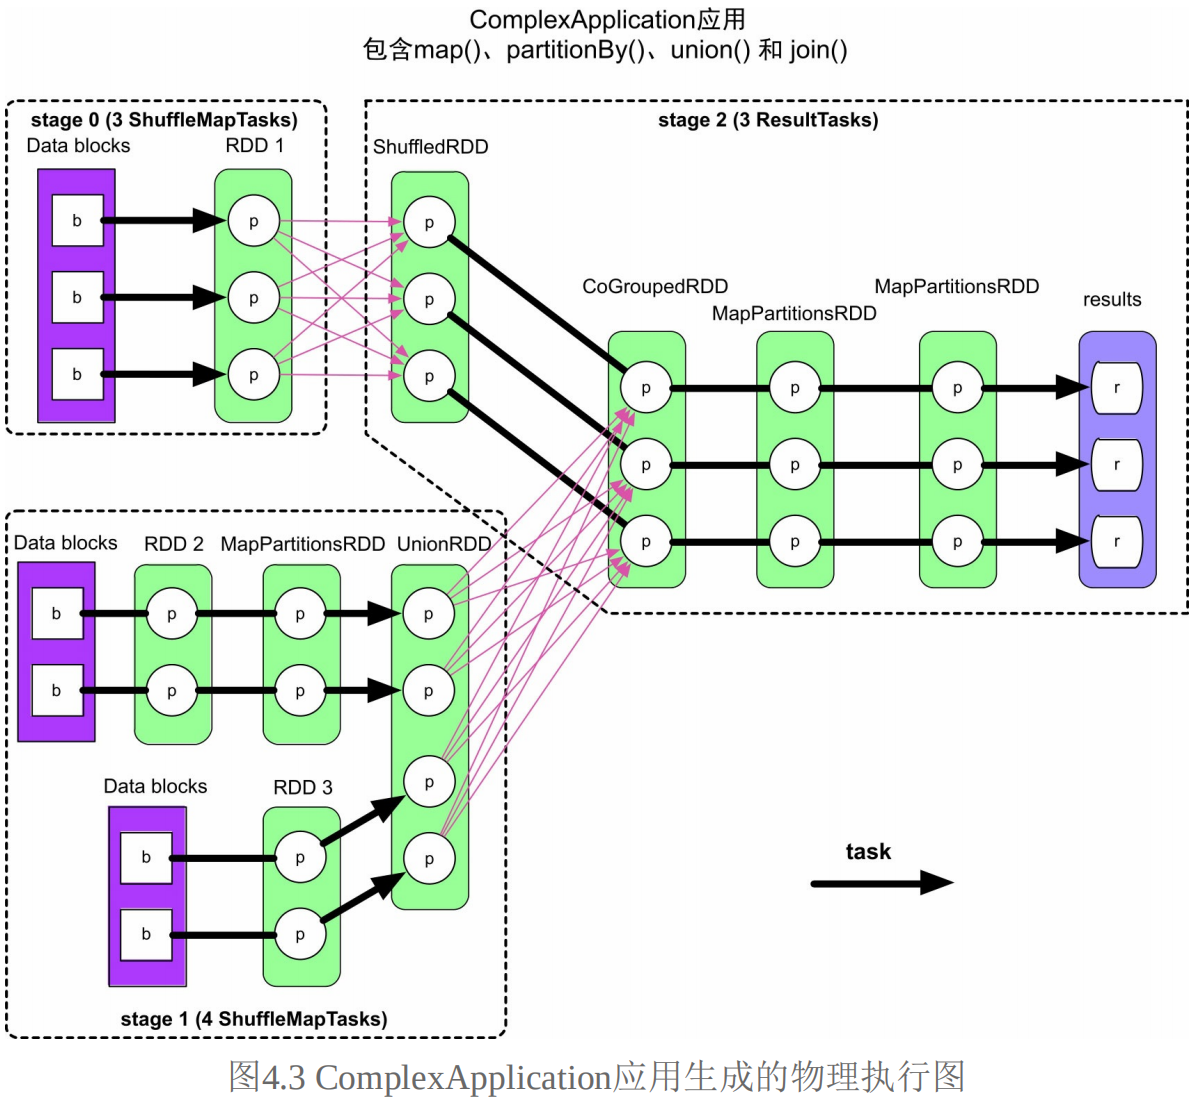 ComplexApplication应用
包含map()、partitionBy()、union() 和 join()
stage 0 (3 ShuffleMapTasks)
Data blocks
RDD 1
b
p
b
p
b
p
stage 2 (3 ResultTasks)
ShuffledRDD
p
p
p
CoGroupedRDD
MapPartitionsRDD
MapPartitionsRDD
results
p
p
p
r
p
p
p
r
p
p
p
r
Data blocks
RDD 2
MapPartitionsRDD
UnionRDD
b
p
p
p
b
p
p
p
Data blocks
RDD 3
p
b
p
p
b
p
stage 1 (4 ShuffleMapTasks)
task
图4.3 ComplexApplication应用生成的物理执行图